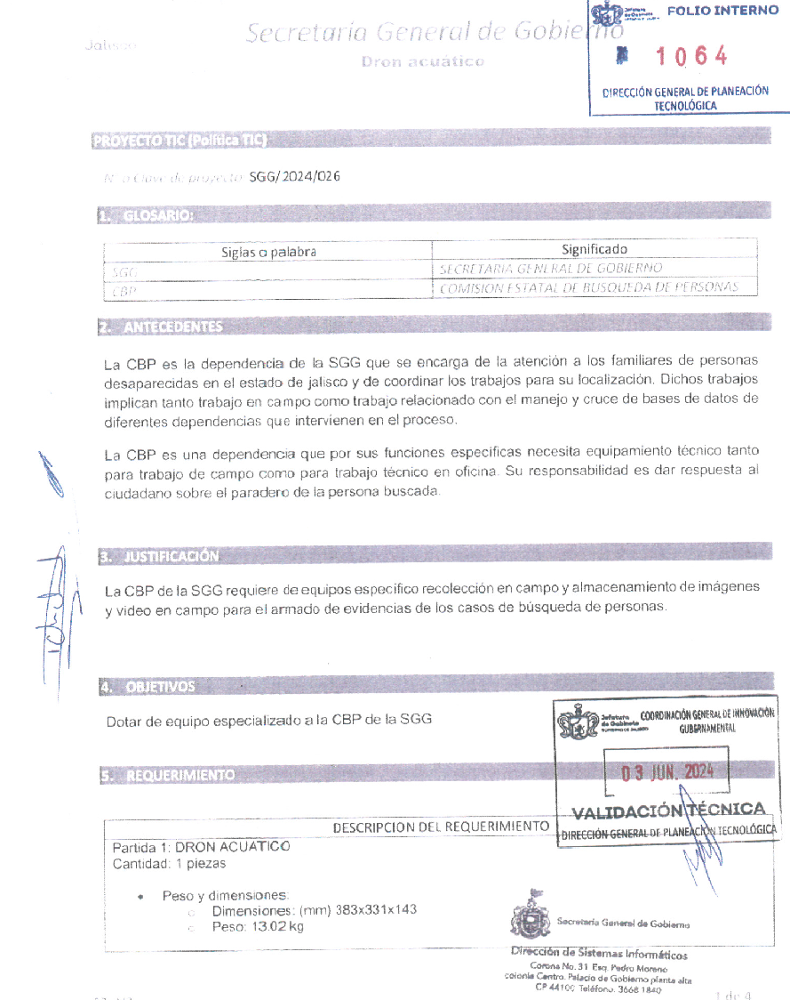 Jalisco
Secretaría General de Gobierno
Dron acuático
Jefatura de Gabinete
FOLIO INTERNO
1064
DIRECCIÓN GENERAL DE PLANEACIÓN
TECNOLÓGICA
PROYECTO TIC (Política TIC)
N° o Clave de proyecto SGG/2024/026
1. GLOSARIO:
Siglas o palabra Significado
SGG SECRETARIA GENERAL DE GOBIERNO
CBP COMISION ESTATAL DE BUSQUEDA DE PERSONAS
2. ANTECEDENTES
La CBP es la dependencia de la SGG que se encarga de la atención a los familiares de personas
desaparecidas en el estado de jalisco y de coordinar los trabajos para su localización. Dichos trabajos
implican tanto trabajo en campo como trabajo relacionado con el manejo y cruce de bases de datos de
diferentes dependencias que intervienen en el proceso.
La CBP es una dependencia que por sus funciones especificas necesita equipamiento técnico tanto
para trabajo de campo como para trabajo técnico en oficina. Su responsabilidad es dar respuesta al
ciudadano sobre el paradero de la persona buscada.
3. JUSTIFICACIÓN
La CBP de la SGG requiere de equipos especifico recolección en campo y almacenamiento de imágenes
y video en campo para el armado de evidencias de los casos de búsqueda de personas.
4. OBJETIVOS
Dotar de equipo especializado a la CBP de la SGG
Jefatura de Gabinete
COORDINACIÓN GENERAL DE INNOVACIÓN
GUBERNAMENTAL
03 JUN. 2024
VALIDACIÓN TÉCNICA
DIRECCIÓN GENERAL DE PLANEACIÓN TECNOLÓGICA
5. REQUERIMIENTO
DESCRIPCION DEL REQUERIMIENTO
Partida 1: DRON ACUATICO
Cantidad: 1 piezas
• Peso y dimensiones:
○ Dimensiones: (mm) 383x331x143
○ Peso: 13.02 kg
Secretaría General de Gobierno
Dirección de Sistemas Informáticos
Corona No. 31 Esq. Pedro Moreno
colonia Centro. Palacio de Gobierno planta alta
CP 44100 Teléfono. 3668 1840
1 de 4